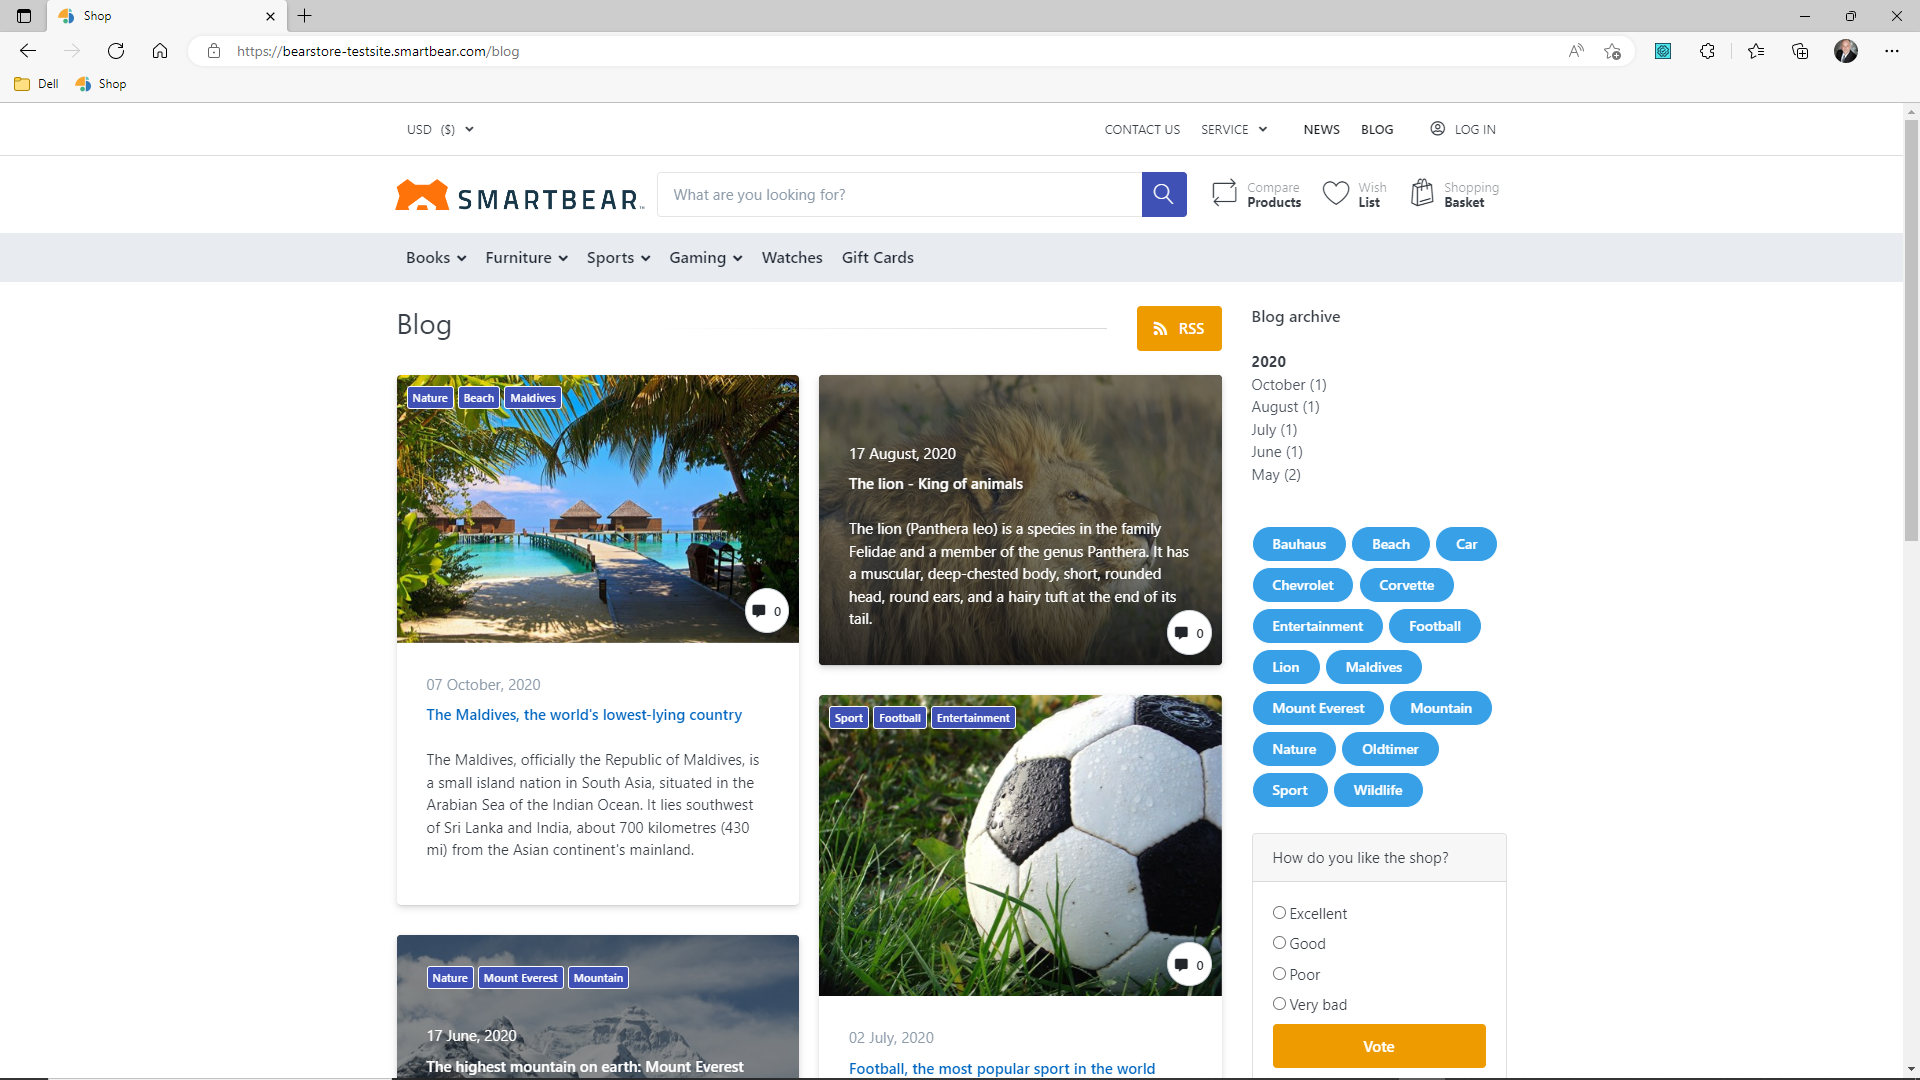 Shop
https://bearstore-testsite.smartbear.com/blog
Dell
Shop
USD ($)
CONTACT US
SERVICE
NEWS
BLOG
LOG IN
SMARTBEAR
What are you looking for?
Compare
Products
Wish
List
Shopping
Basket
Books
Furniture
Sports
Gaming
Watches
Gift Cards
Blog
RSS
Nature
Beach
Maldives
0
07 October, 2020
The Maldives, the world's lowest-lying country
The Maldives, officially the Republic of Maldives, is
a small island nation in South Asia, situated in the
Arabian Sea of the Indian Ocean. It lies southwest
of Sri Lanka and India, about 700 kilometres (430
mi) from the Asian continent's mainland.
Nature
Mount Everest
Mountain
17 June, 2020
The highest mountain on earth: Mount Everest
17 August, 2020
The lion - King of animals
The lion (Panthera leo) is a species in the family
Felidae and a member of the genus Panthera. It has
a muscular, deep-chested body, short, rounded
head, round ears, and a hairy tuft at the end of its
tail.
0
Sport
Football
Entertainment
0
02 July, 2020
Football, the most popular sport in the world
Blog archive
2020
October (1)
August (1)
July (1)
June (1)
May (2)
Bauhaus
Beach
Car
Chevrolet
Corvette
Entertainment
Football
Lion
Maldives
Mount Everest
Mountain
Nature
Oldtimer
Sport
Wildlife
How do you like the shop?
Excellent
Good
Poor
Very bad
Vote